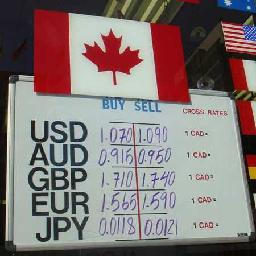 BUY SELL CROSS RATES
USD 1.070 1.090 1 CAD=
AUD 0.915 0.950 1 CAD=
GBP 1.710 1.740 1 CAD=
EUR 1.565 1.590 1 CAD=
JPY 0.0118 0.0121 1 CAD=